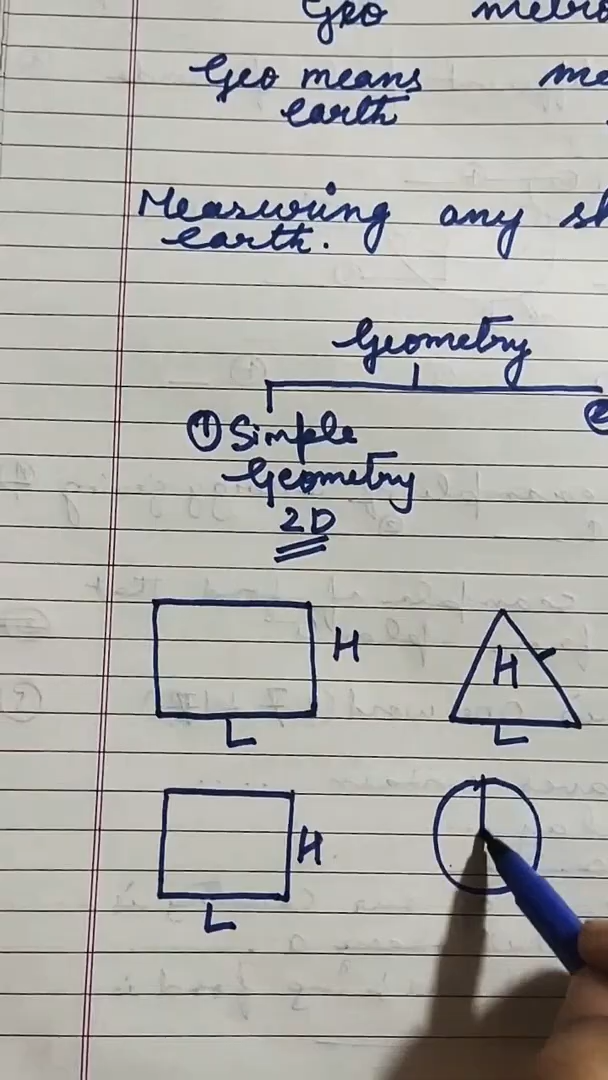 Geo
Geo means
earth
Measuring any
earth.
Geometry
① Simple
Geometry
2D
H
H
L
L
H
L